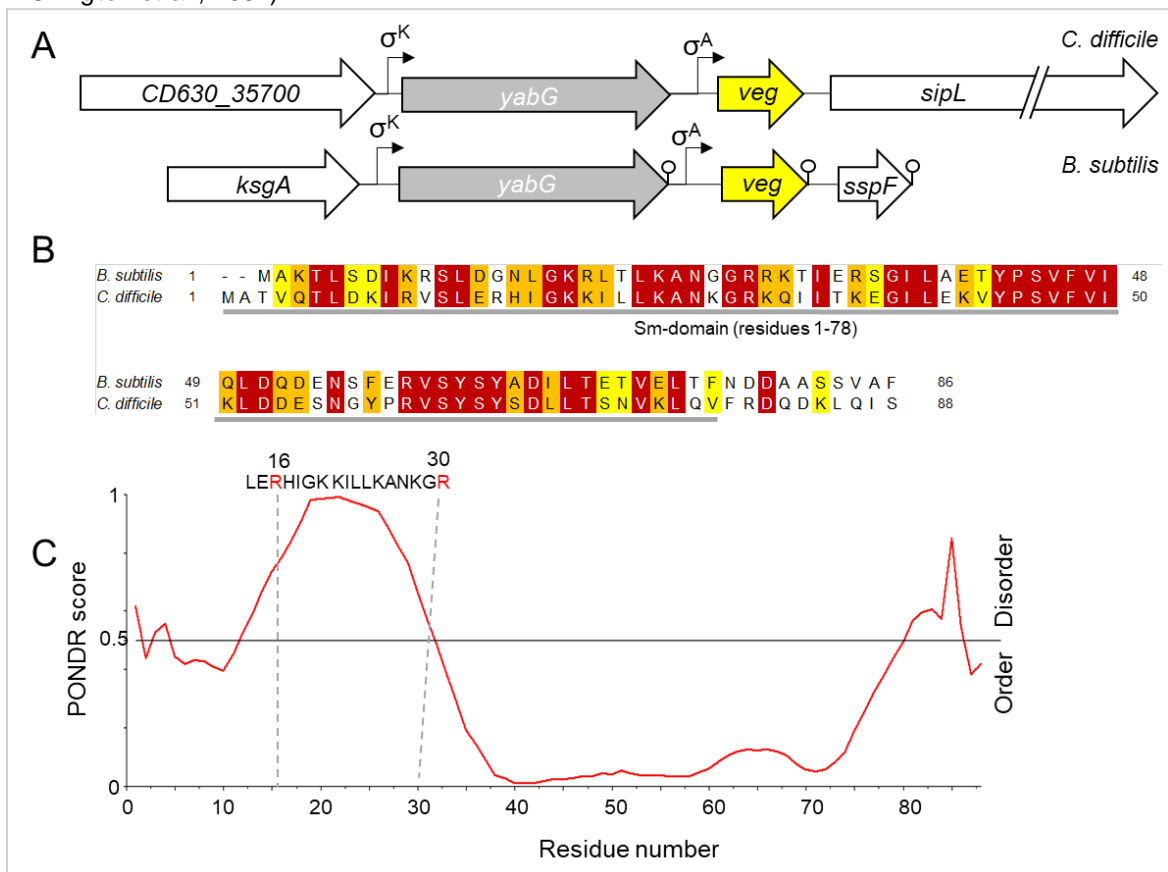 A
σK
σA
C. difficile
CD630_35700
yabG
veg
sipL
σK
σA
B. subtilis
ksgA
yabG
veg
sspF
B
B. subtilis 1 - - M A K T L S D I K R S L D G N L G K R L T L K A N G G R R K T I E R S G I L A E T Y P S V F V I 48
C. difficile 1 M A T V Q T L D K I R V S L E R H I G K K I L L K A N K G R K Q I I T K E G I L E K V Y P S V F V I 50
Sm-domain (residues 1-78)
B. subtilis 49 Q L D Q D E N S F E R V S Y S Y A D I L T E T V E L T F N D D A A S S V A F 86
C. difficile 51 K L D D E S N G Y P R V S Y S Y S D L L T S N V K L Q V F R D Q D K L Q I S 88
16 30
LERHIGKKILLKANKGR
C
1
0.5
0
PONDR score
Disorder
Order
0 10 20 30 40 50 60 70 80
Residue number